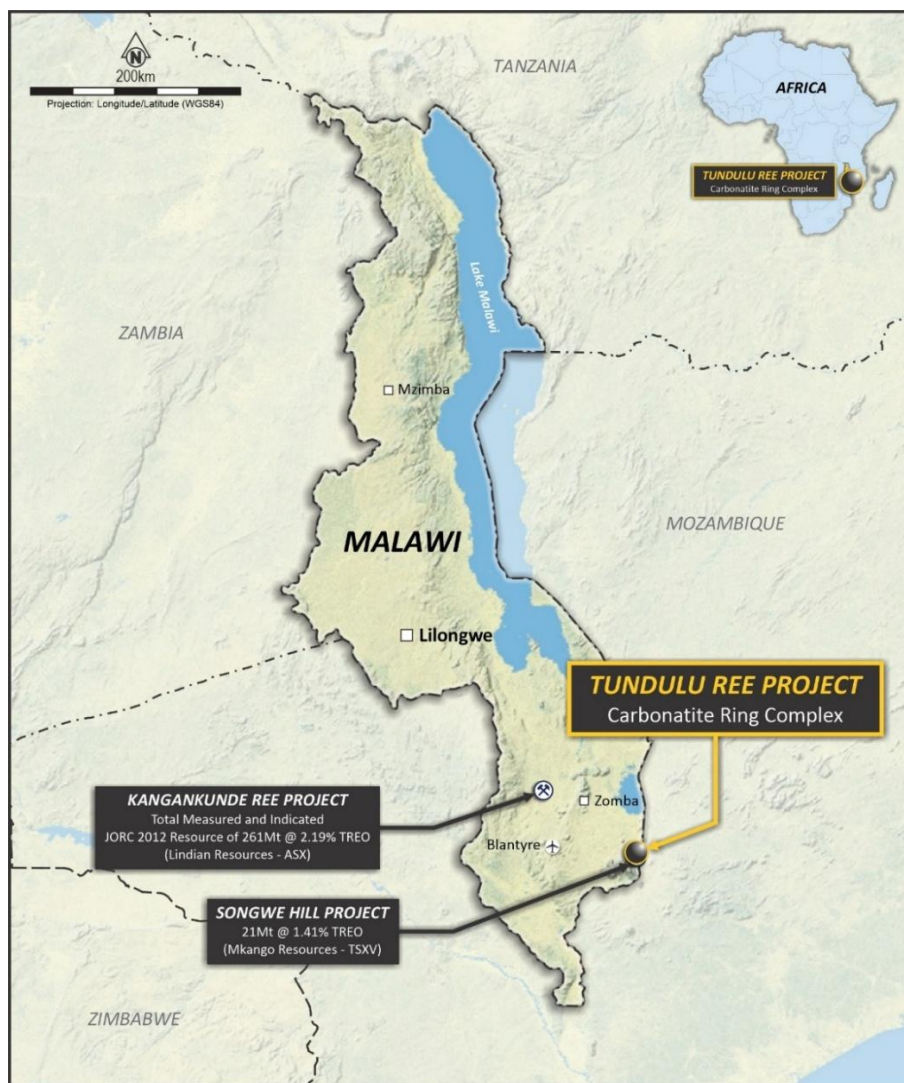 N
200km
Projection: Longitude/Latitude (WGS84)
TANZANIA
AFRICA
TUNDULU REE PROJECT
Carbonatite Ring Complex
Lake Malawi
ZAMBIA
Mzimba
MOZAMBIQUE
MALAWI
Lilongwe
TUNDULU REE PROJECT
Carbonatite Ring Complex
KANGANKUNDE REE PROJECT
Total Measured and Indicated
JORC 2012 Resource of 261Mt @ 2.19% TREO
(Lindian Resources - ASX)
Zomba
Blantyre
SONGWE HILL PROJECT
21Mt @ 1.41% TREO
(Mkango Resources - TSXV)
ZIMBABWE